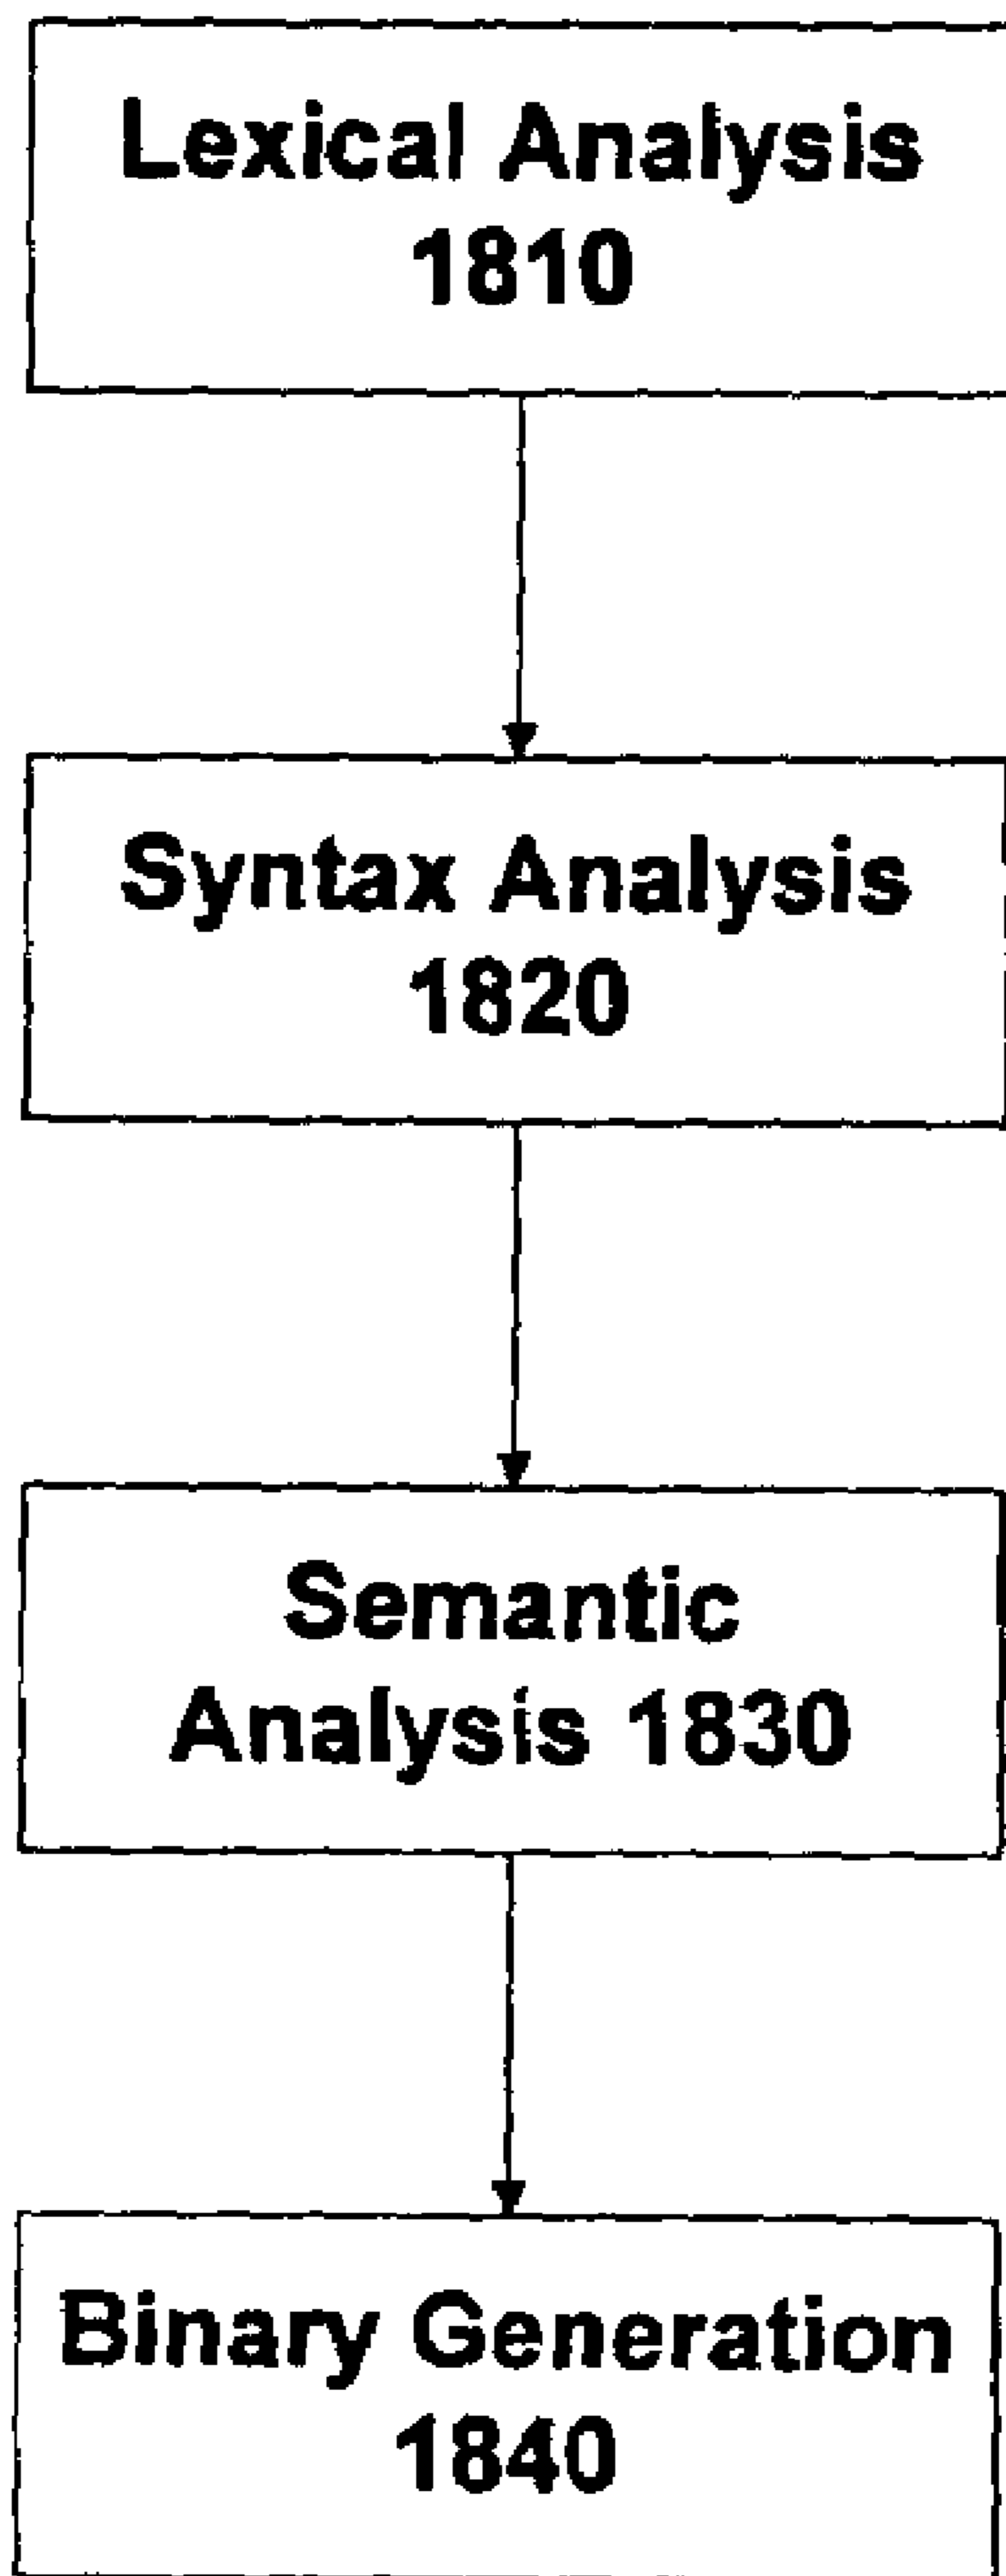 Lexical Analysis
1810
Syntax Analysis
1820
Semantic
Analysis 1830
Binary Generation
1840